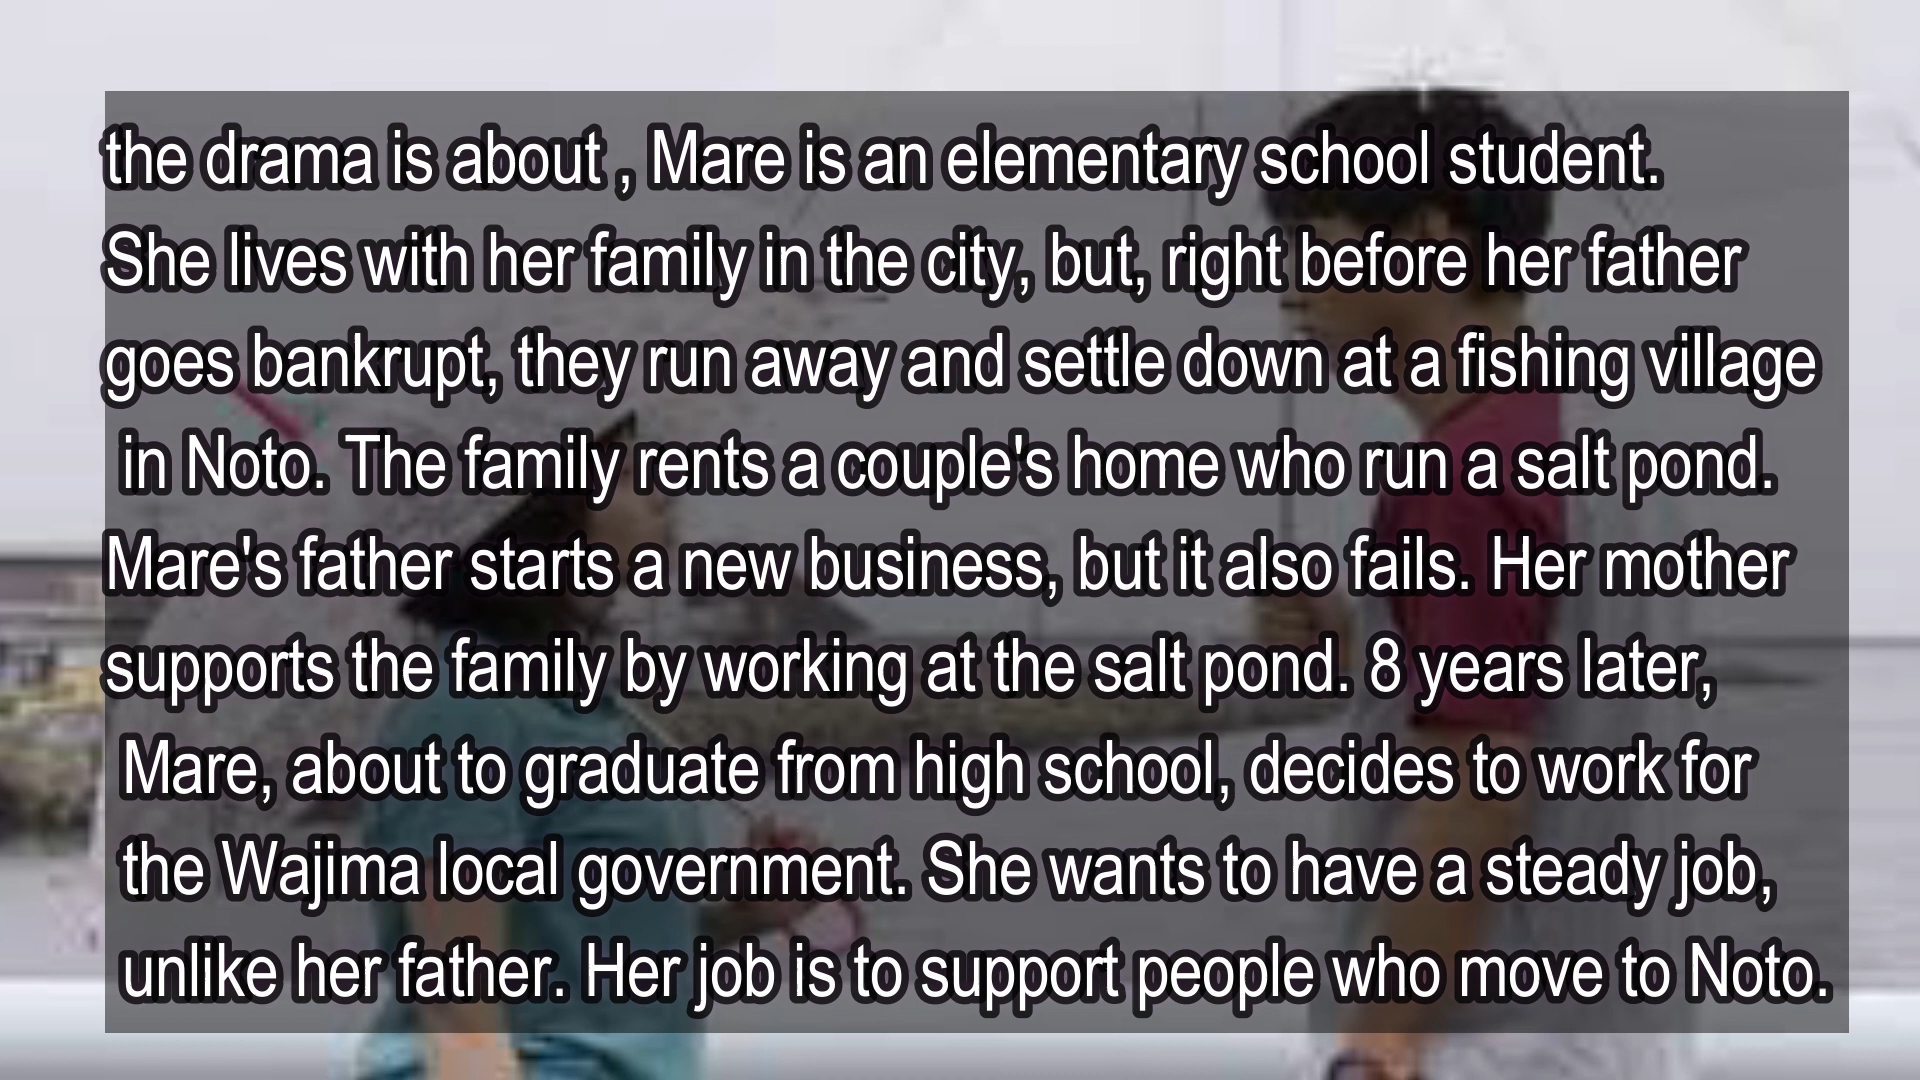 the drama is about , Mare is an elementary school student.
She lives with her family in the city, but, right before her father
goes bankrupt, they run away and settle down at a fishing village
in Noto. The family rents a couple's home who run a salt pond.
Mare's father starts a new business, but it also fails. Her mother
supports the family by working at the salt pond. 8 years later,
Mare, about to graduate from high school, decides to work for
the Wajima local government. She wants to have a steady job,
unlike her father. Her job is to support people who move to Noto.